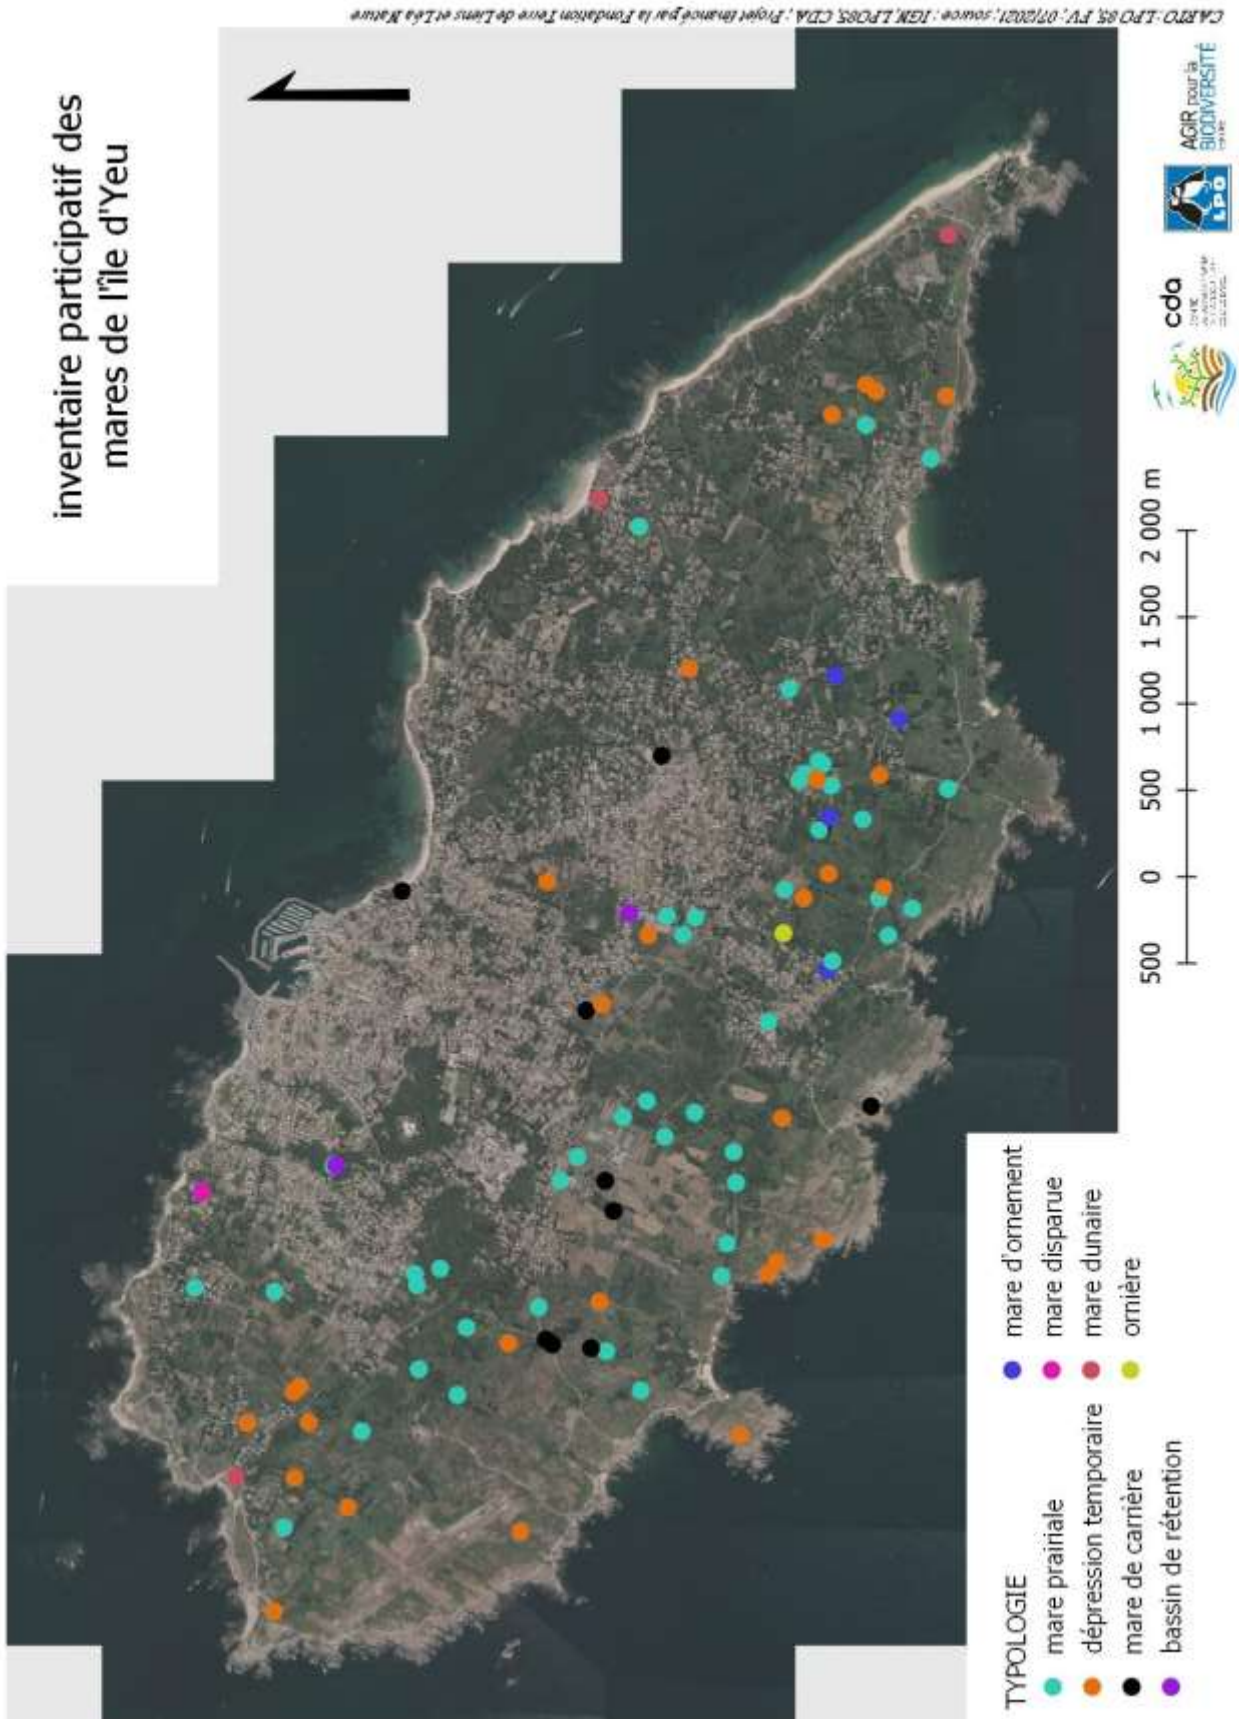 inventaire participatif des
mares de l'île d'Yeu
CARTO : LPO 85, FV ; 07/2021 ; source : IGN, LPO85, CDA ; Projet financé par la Fondation Terre de Liens et Léa Nature
TYPOLOGIE
mare prairiale
dépression temporaire
mare de carrière
bassin de rétention
mare d'ornement
mare disparue
mare dunaire
ornière
500 0 500 1 000 1 500 2 000 m
cda
LPO
AGIR pour la
BIODIVERSITÉ